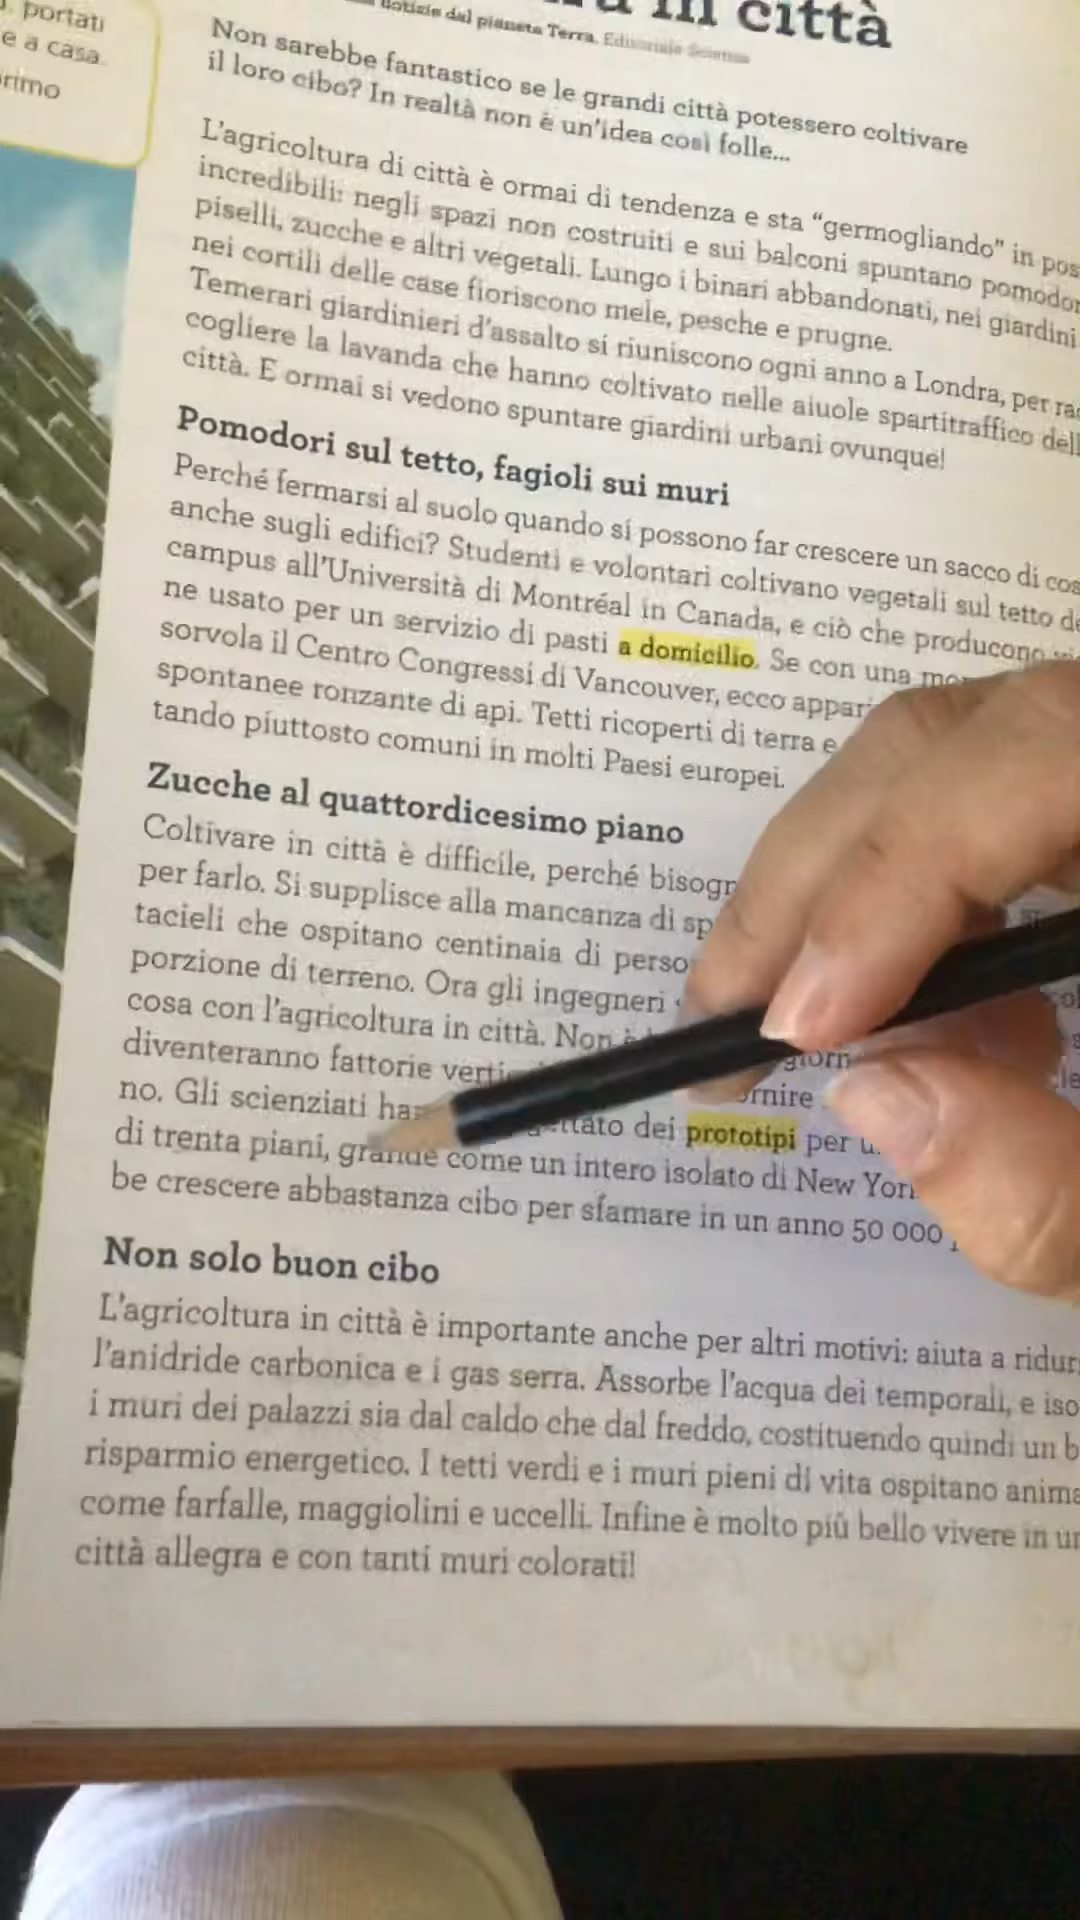 portati
e a casa.
rimo
in città
notizie dal pianeta Terra. Editoriale Scienza
Non sarebbe fantastico se le grandi città potessero coltivare
il loro cibo? In realtà non è un'idea così folle...
L'agricoltura di città è ormai di tendenza e sta “germogliando” in pos
incredibili: negli spazi non costruiti e sui balconi spuntano pomodor
piselli, zucche e altri vegetali. Lungo i binari abbandonati, nei giardini
nei cortili delle case fioriscono mele, pesche e prugne.
Temerari giardinieri d'assalto si riuniscono ogni anno a Londra, per ra
cogliere la lavanda che hanno coltivato nelle aiuole spartitraffico dell
città. E ormai si vedono spuntare giardini urbani ovunque!
Pomodori sul tetto, fagioli sui muri
Perché fermarsi al suolo quando si possono far crescere un sacco di cos
anche sugli edifici? Studenti e volontari coltivano vegetali sul tetto de
campus all'Università di Montréal in Canada, e ciò che producono
ne usato per un servizio di pasti a domicilio. Se con una
sorvola il Centro Congressi di Vancouver, ecco appari
spontanee ronzante di api. Tetti ricoperti di terra e
tando piuttosto comuni in molti Paesi europei.
Zucche al quattordicesimo piano
Coltivare in città è difficile, perché bisogn
per farlo. Si supplisce alla mancanza di sp
tacieli che ospitano centinaia di perso
porzione di terreno. Ora gli ingegneri
cosa con l'agricoltura in città. Non è giorn
diventeranno fattorie verti ornire
no. Gli scienziati ha gettato dei prototipi per u
di trenta piani, grande come un intero isolato di New York
be crescere abbastanza cibo per sfamare in un anno 50 000
Non solo buon cibo
L'agricoltura in città è importante anche per altri motivi: aiuta a ridur
l'anidride carbonica e i gas serra. Assorbe l'acqua dei temporali, e iso
i muri dei palazzi sia dal caldo che dal freddo, costituendo quindi un b
risparmio energetico. I tetti verdi e i muri pieni di vita ospitano anima
come farfalle, maggiolini e uccelli. Infine è molto più bello vivere in un
città allegra e con tanti muri colorati!